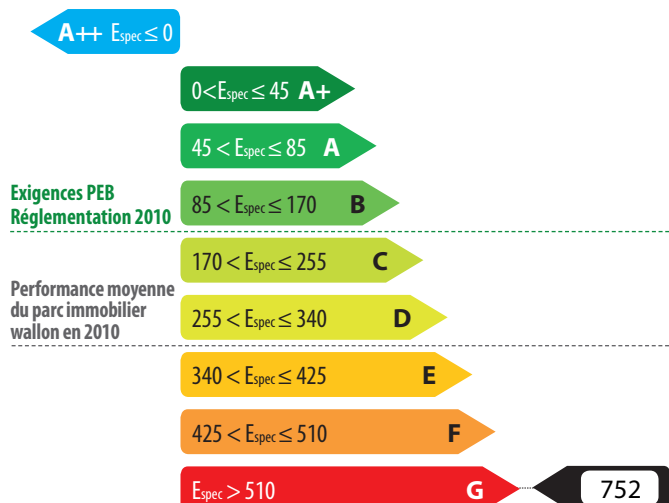 A++ Espec ≤ 0
0<Espec ≤ 45 A+
45 < Espec ≤ 85 A
Exigences PEB
Réglementation 2010
85 < Espec ≤ 170 B
170 < Espec ≤ 255 C
Performance moyenne
du parc immobilier
wallon en 2010
255 < Espec ≤ 340 D
340 < Espec ≤ 425 E
425 < Espec ≤ 510 F
Espec > 510 G
752